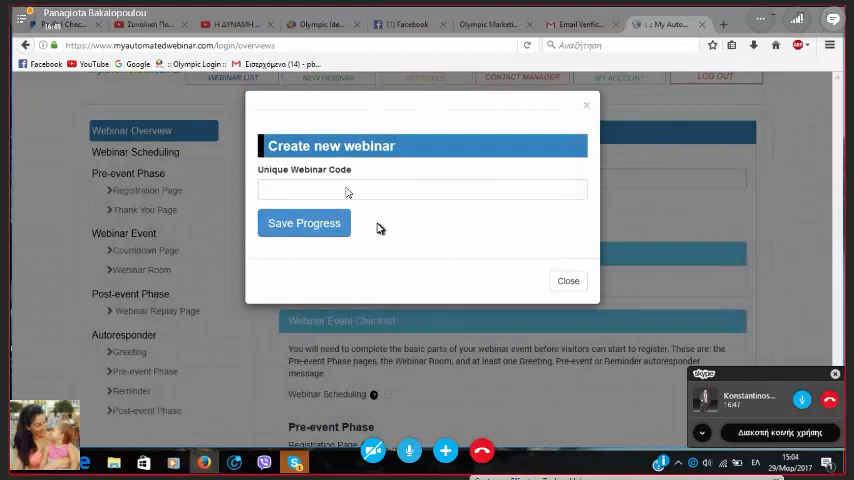 Panagiota Bakalopoulou
16:49
Συνολική Πο...
Η ΔΥΝΑΜΗ ...
Olympic Ide...
(1) Facebook
Olympic Marketi...
Email Verific...
:: My Auto...
https://www.myautomatedwebinar.com/login/overviews
Αναζήτηση
Facebook
YouTube
Google
:: Olympic Login ::
Εισερχόμενα (14) - pb...
WEBINAR LIST
NEW WEBINAR
KEYTRICKS
CONTACT MANAGER
MY ACCOUNT
LOG OUT
×
Webinar Overview
Create new webinar
Webinar Scheduling
Unique Webinar Code
Pre-event Phase
Registration Page
Thank You Page
Save Progress
Webinar Event
Countdown Page
Webinar Room
Close
Post-event Phase
Webinar Replay Page
Webinar Event Checklist
Autoresponder
Greeting
You will need to complete the basic parts of your webinar event before visitors can start to register. These are: the
Pre-event Phase pages, the Webinar Room, and at least one Greeting, Pre-event or Reminder autoresponder
message
Pre-event Phase
Reminder
Post-event Phase
Webinar Scheduling ?
Pre-event Phase
Registration Page
skype
Konstantinos...
16:47
Διακοπή κοινής χρήσης
ENG
15:04
29/Μαρ/2017